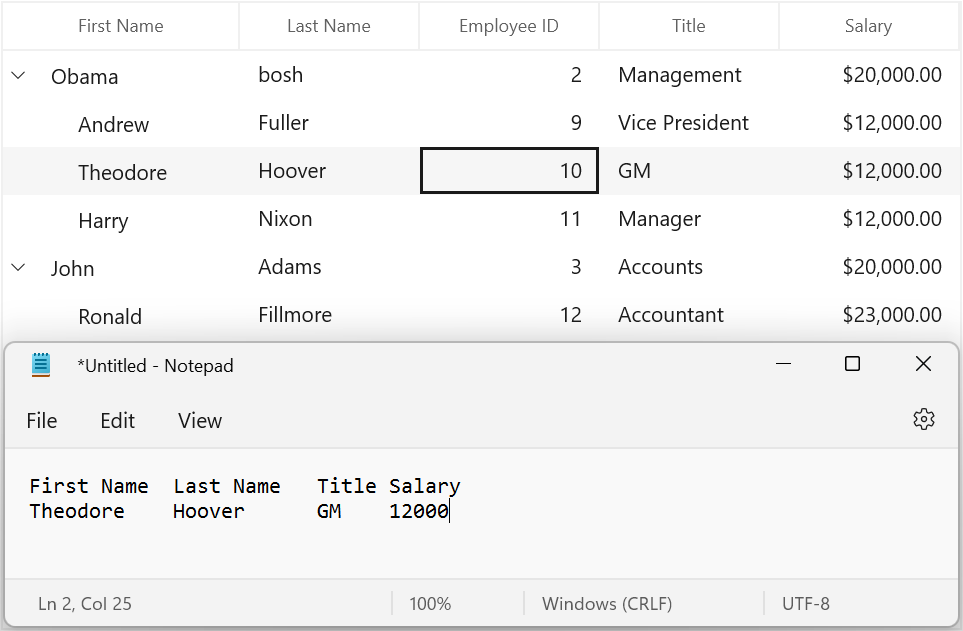 First Name Last Name Employee ID Title Salary
Obama bosh 2 Management $20,000.00
Andrew Fuller 9 Vice President $12,000.00
Theodore Hoover 10 GM $12,000.00
Harry Nixon 11 Manager $12,000.00
John Adams 3 Accounts $20,000.00
Ronald Fillmore 12 Accountant $23,000.00
*Untitled - Notepad
File Edit View
First Name Last Name Title Salary
Theodore Hoover GM 12000
Ln 2, Col 25 100% Windows (CRLF) UTF-8